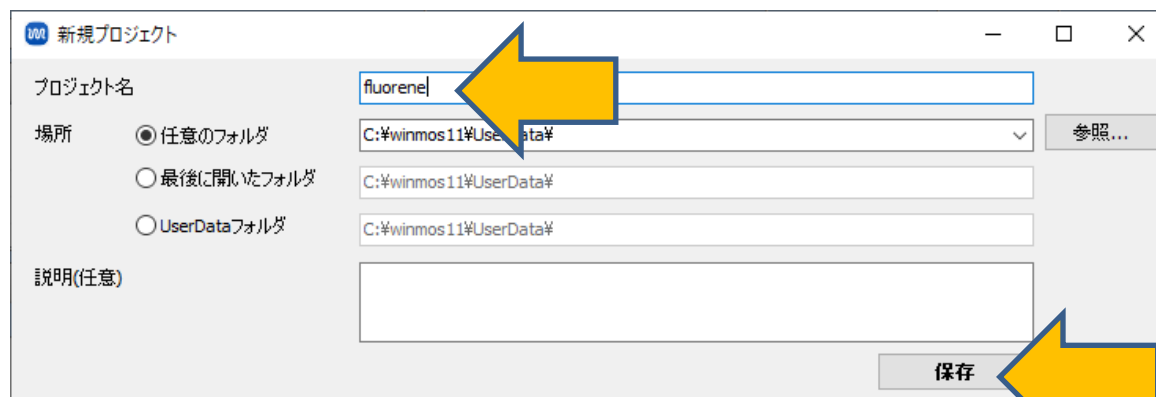 新規プロジェクト
プロジェクト名 fluorene
場所 任意のフォルダ C:¥winmos11¥UserData¥ 参照...
最後に開いたフォルダ C:¥winmos11¥UserData¥
UserDataフォルダ C:¥winmos11¥UserData¥
説明(任意)
保存